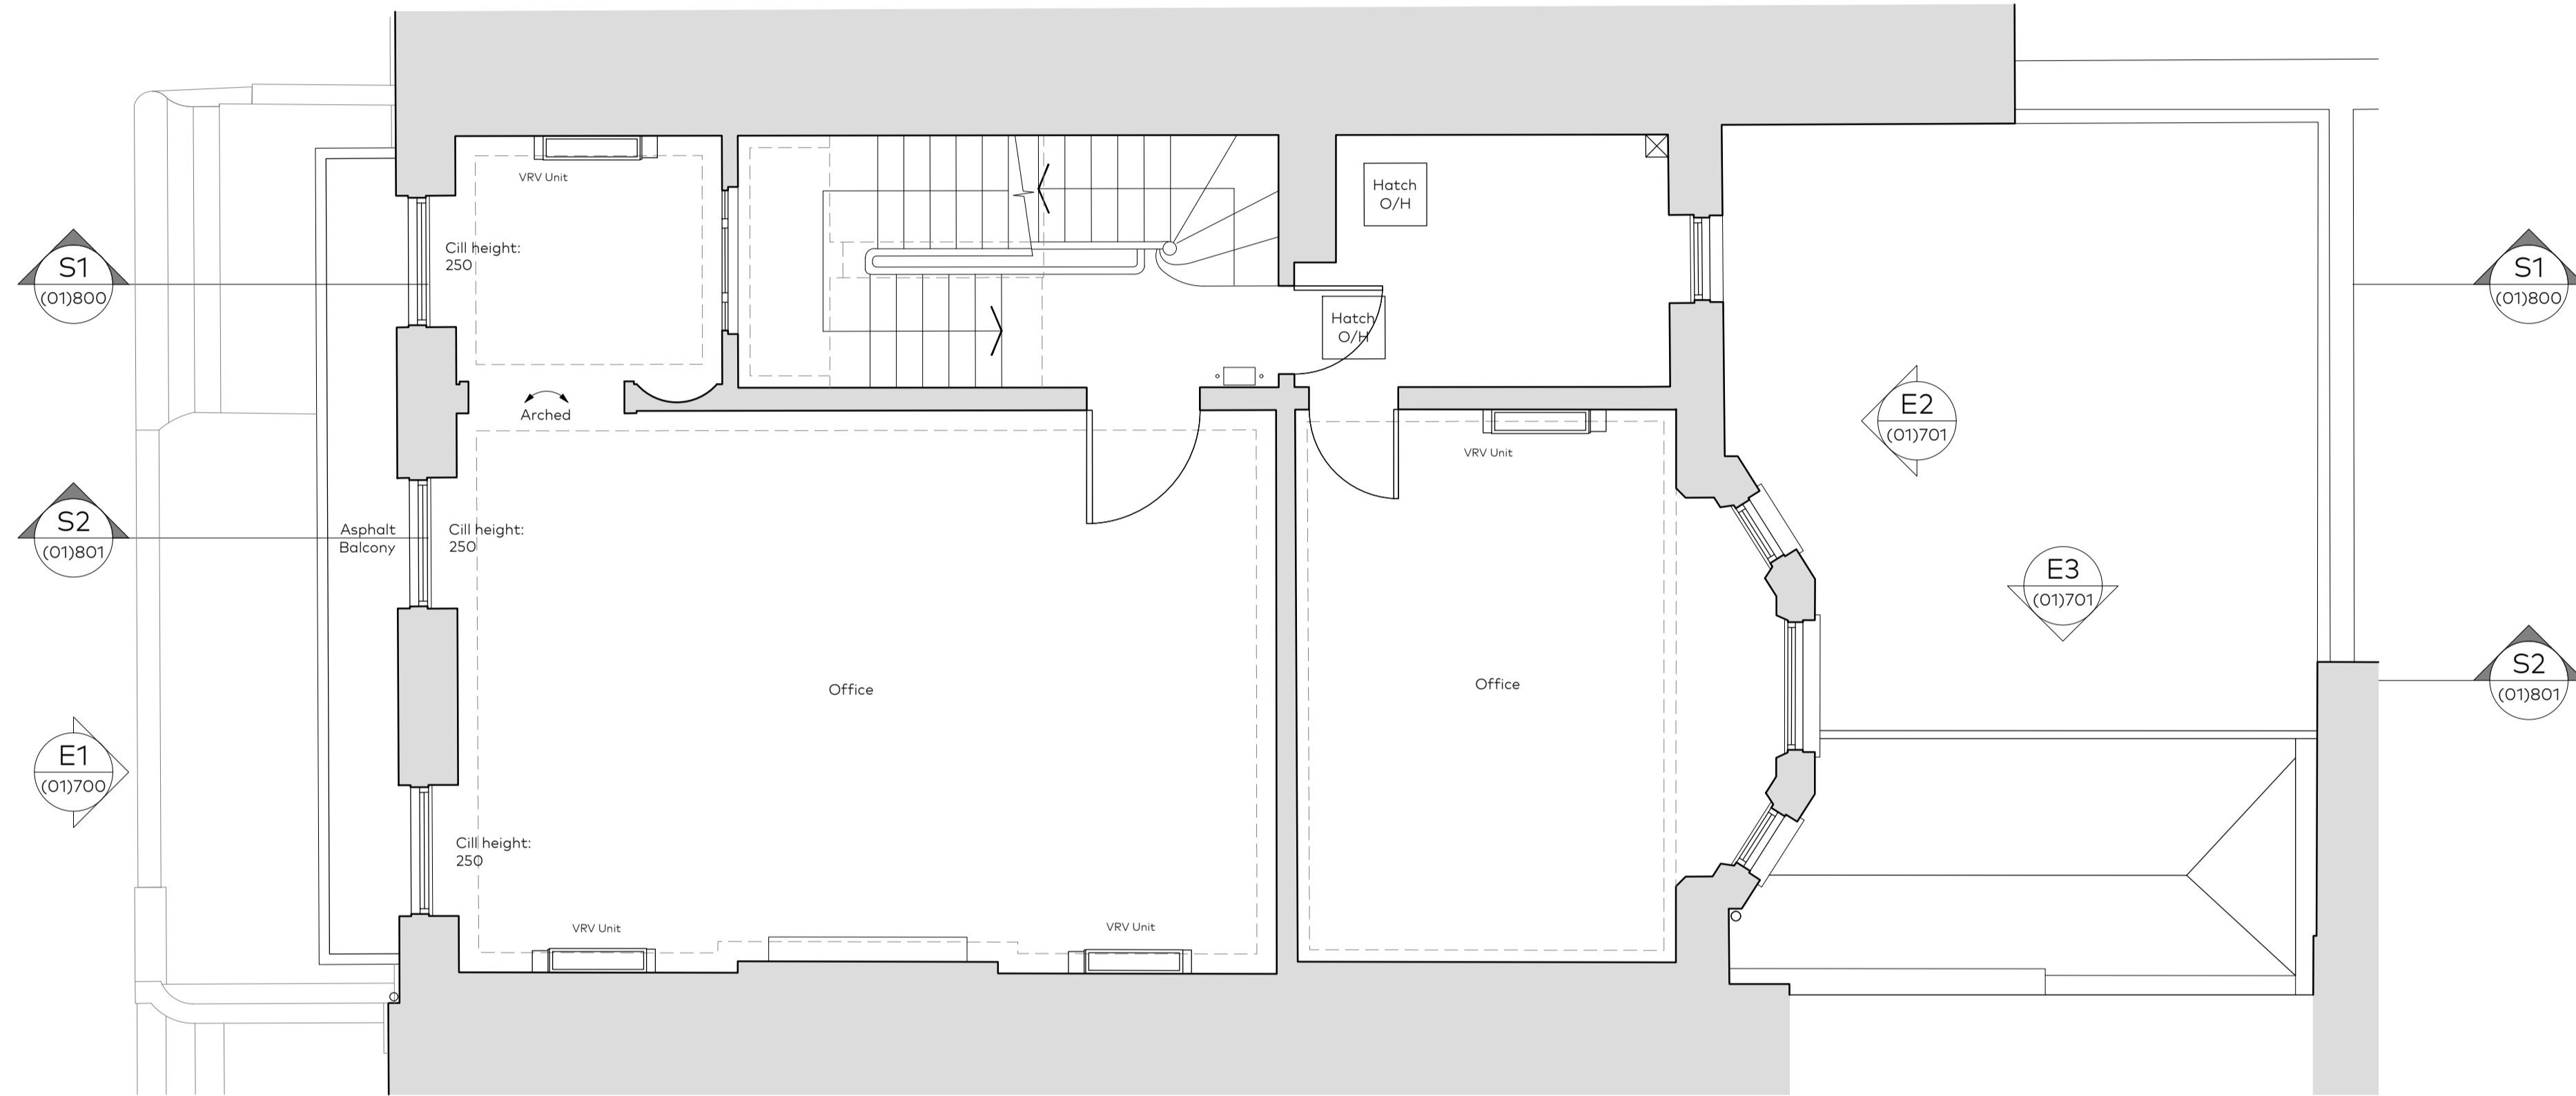 VRV Unit
Hatch
O/H
Cill height:
250
S1
(01)800
S1
(01)800
Hatch
O/H
Arched
E2
(01)701
VRV Unit
S2
(01)801
Asphalt
Balcony
Cill height:
250
E3
(01)701
Office
Office
S2
(01)801
E1
(01)700
Cill height:
250
VRV Unit
VRV Unit